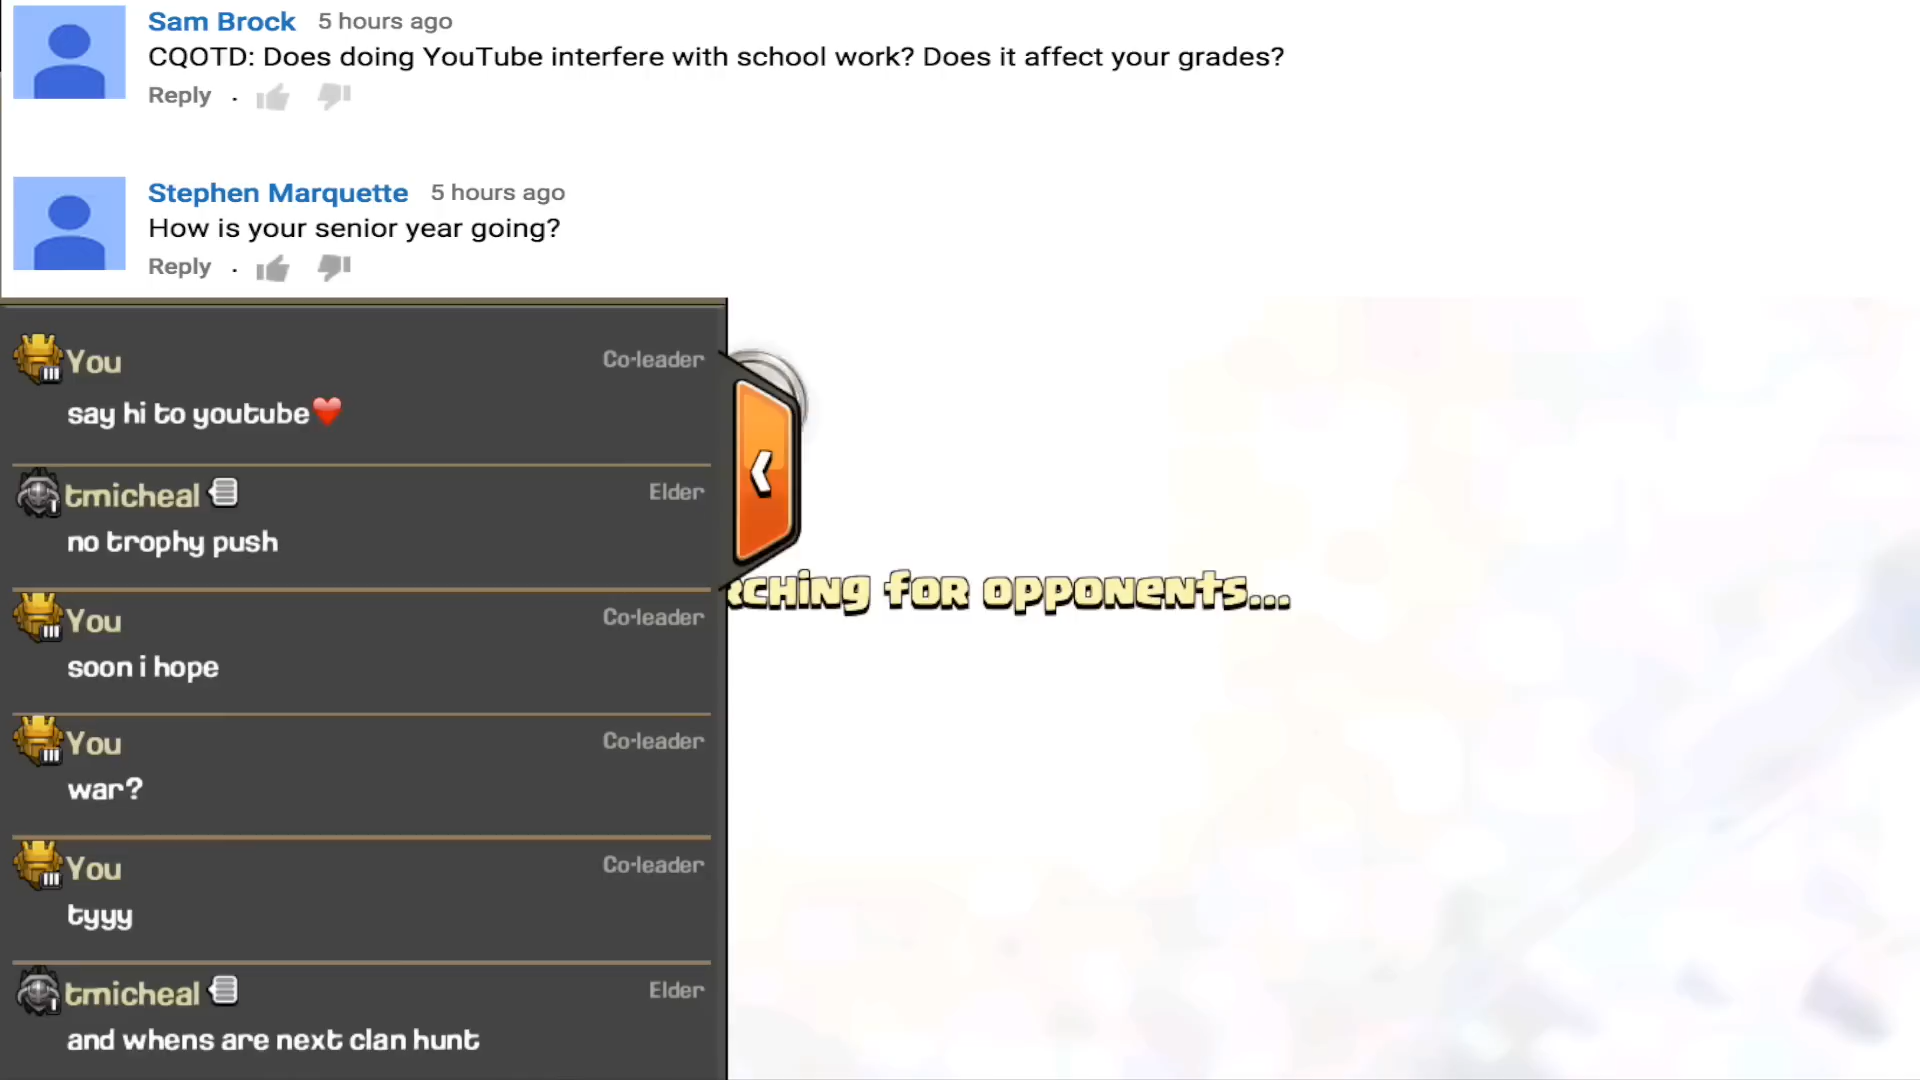 Sam Brock 5 hours ago
CQOTD: Does doing YouTube interfere with school work? Does it affect your grades?
Reply .
Stephen Marquette 5 hours ago
How is your senior year going?
Reply .
You Co-leader
say hi to youtube❤️
tmicheal Elder
no trophy push
rching for opponents...
You Co-leader
soon i hope
You Co-leader
war?
You Co-leader
tyyy
tmicheal Elder
and whens are next clan hunt